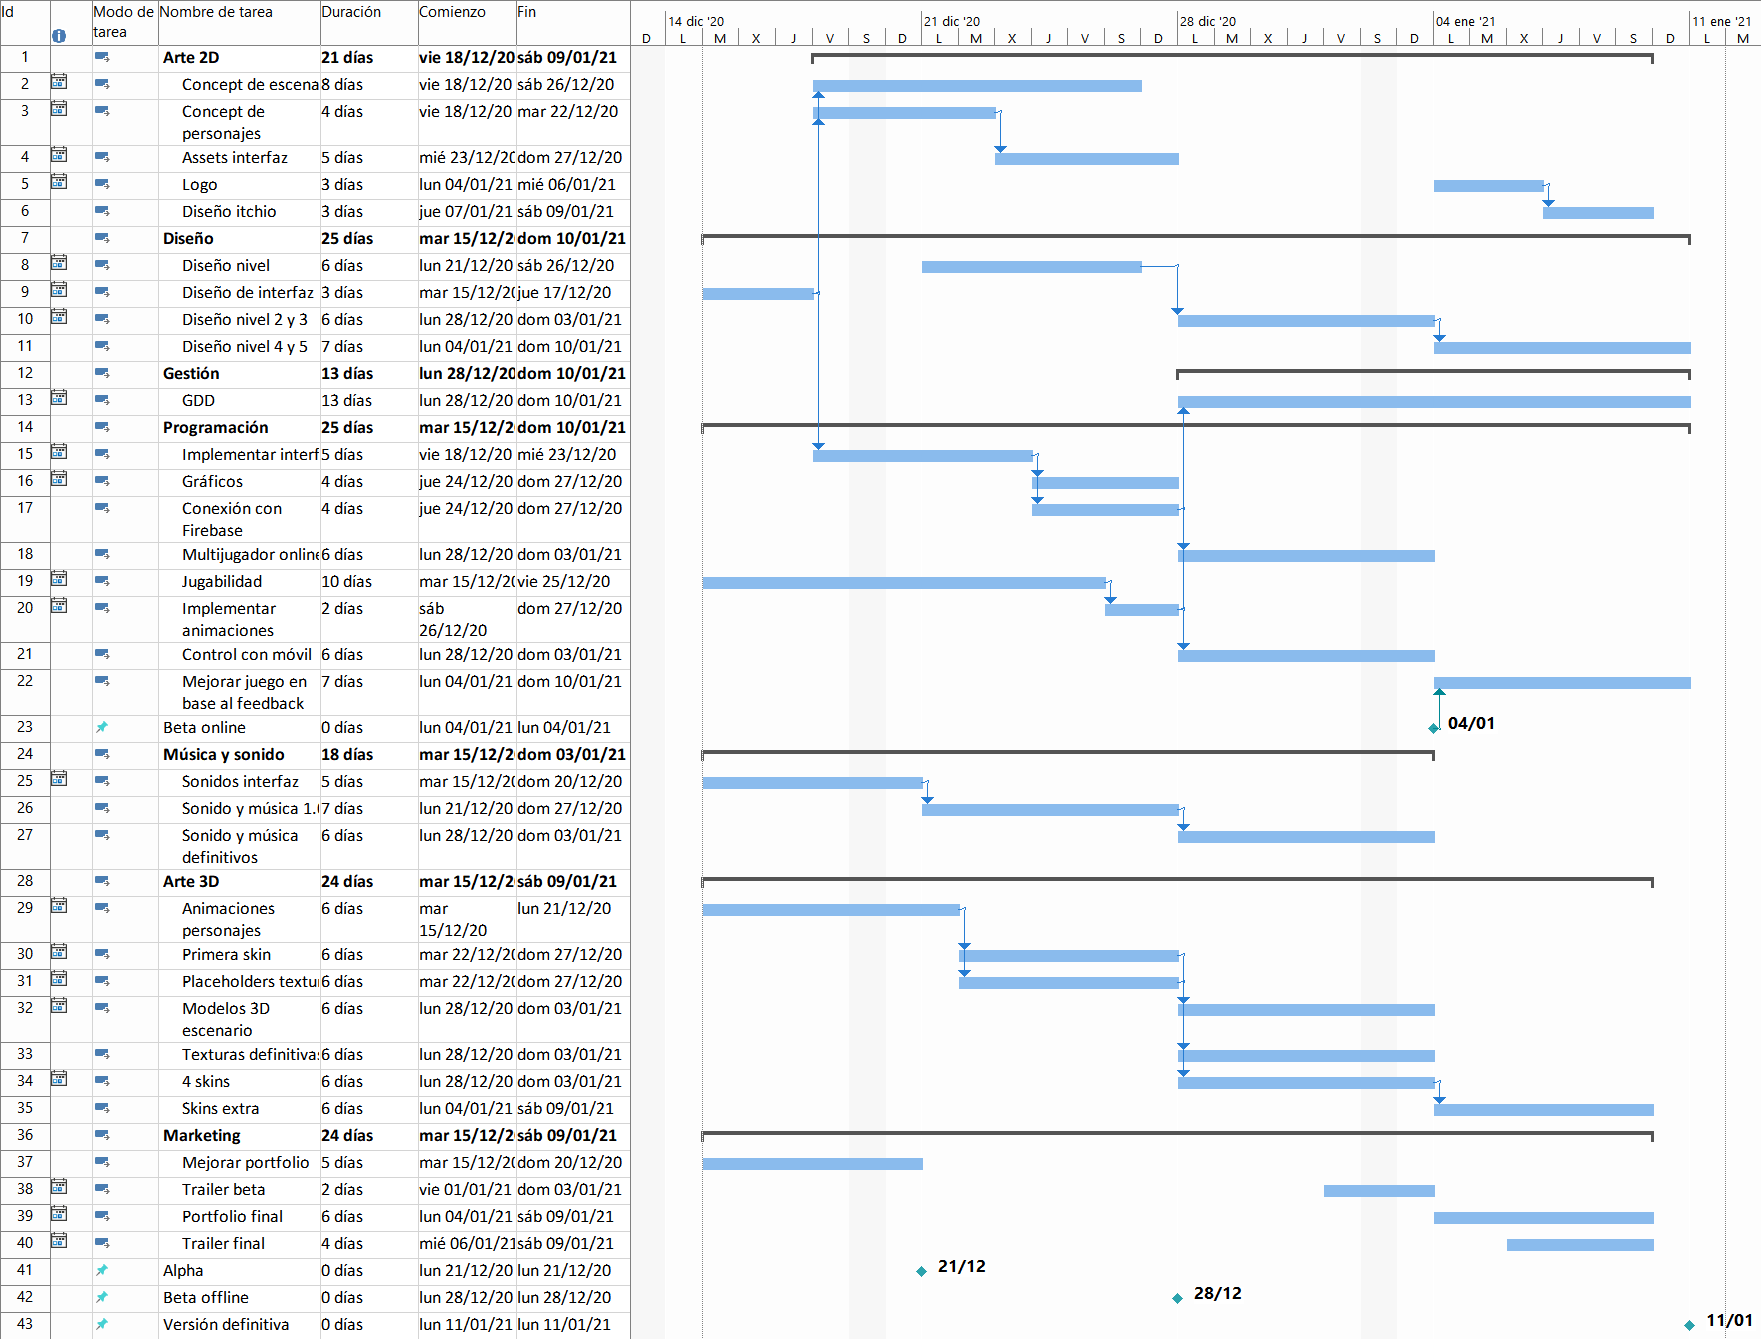 Id Modo de tarea Nombre de tarea Duración Comienzo Fin
14 dic '20 21 dic '20 28 dic '20 04 ene '21 11 ene '21
D L M X J V S D L M X J V S D L M X J V S D L M X J V S D L M
1 Arte 2D 21 días vie 18/12/20 sáb 09/01/21
2 Concept de escena 8 días vie 18/12/20 sáb 26/12/20
3 Concept de personajes 4 días vie 18/12/20 mar 22/12/20
4 Assets interfaz 5 días mié 23/12/20 dom 27/12/20
5 Logo 3 días lun 04/01/21 mié 06/01/21
6 Diseño itchio 3 días jue 07/01/21 sáb 09/01/21
7 Diseño 25 días mar 15/12/2 dom 10/01/21
8 Diseño nivel 6 días lun 21/12/20 sáb 26/12/20
9 Diseño de interfaz 3 días mar 15/12/20 jue 17/12/20
10 Diseño nivel 2 y 3 6 días lun 28/12/20 dom 03/01/21
11 Diseño nivel 4 y 5 7 días lun 04/01/21 dom 10/01/21
12 Gestión 13 días lun 28/12/20 dom 10/01/21
13 GDD 13 días lun 28/12/20 dom 10/01/21
14 Programación 25 días mar 15/12/2 dom 10/01/21
15 Implementar interf 5 días vie 18/12/20 mié 23/12/20
16 Gráficos 4 días jue 24/12/20 dom 27/12/20
17 Conexión con Firebase 4 días jue 24/12/20 dom 27/12/20
18 Multijugador online 6 días lun 28/12/20 dom 03/01/21
19 Jugabilidad 10 días mar 15/12/20 vie 25/12/20
20 Implementar animaciones 2 días sáb 26/12/20 dom 27/12/20
21 Control con móvil 6 días lun 28/12/20 dom 03/01/21
22 Mejorar juego en base al feedback 7 días lun 04/01/21 dom 10/01/21
23 Beta online 0 días lun 04/01/21 lun 04/01/21 04/01
24 Música y sonido 18 días mar 15/12/2 dom 03/01/21
25 Sonidos interfaz 5 días mar 15/12/20 dom 20/12/20
26 Sonido y música 1. 7 días lun 21/12/20 dom 27/12/20
27 Sonido y música definitivos 6 días lun 28/12/20 dom 03/01/21
28 Arte 3D 24 días mar 15/12/2 sáb 09/01/21
29 Animaciones personajes 6 días mar 15/12/20 lun 21/12/20
30 Primera skin 6 días mar 22/12/20 dom 27/12/20
31 Placeholders textu 6 días mar 22/12/20 dom 27/12/20
32 Modelos 3D escenario 6 días lun 28/12/20 dom 03/01/21
33 Texturas definitivas 6 días lun 28/12/20 dom 03/01/21
34 4 skins 6 días lun 28/12/20 dom 03/01/21
35 Skins extra 6 días lun 04/01/21 sáb 09/01/21
36 Marketing 24 días mar 15/12/2 sáb 09/01/21
37 Mejorar portfolio 5 días mar 15/12/20 dom 20/12/20
38 Trailer beta 2 días vie 01/01/21 dom 03/01/21
39 Portfolio final 6 días lun 04/01/21 sáb 09/01/21
40 Trailer final 4 días mié 06/01/21 sáb 09/01/21
41 Alpha 0 días lun 21/12/20 lun 21/12/20 21/12
42 Beta offline 0 días lun 28/12/20 lun 28/12/20 28/12
43 Versión definitiva 0 días lun 11/01/21 lun 11/01/21 11/01